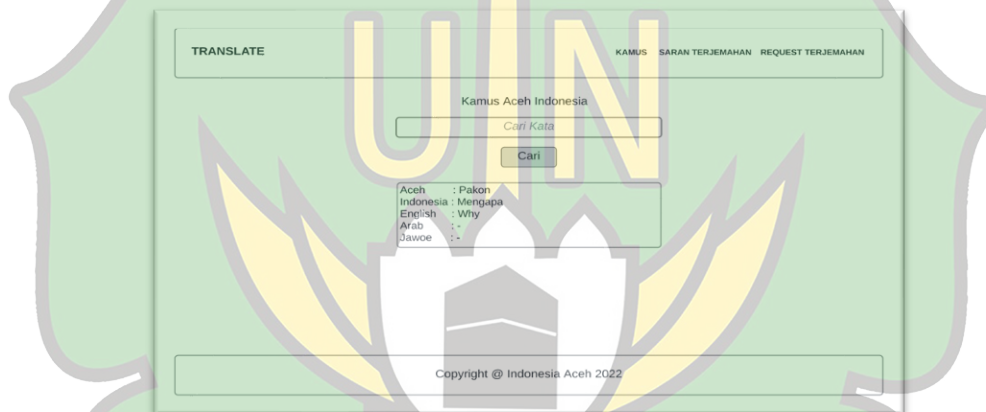 TRANSLATE KAMUS SARAN TERJEMAHAN REQUEST TERJEMAHAN
Kamus Aceh Indonesia
Cari Kata
Cari
Aceh : Pakon
Indonesia : Mengapa
English : Why
Arab : -
Jawoe : -
Copyright @ Indonesia Aceh 2022
UIN